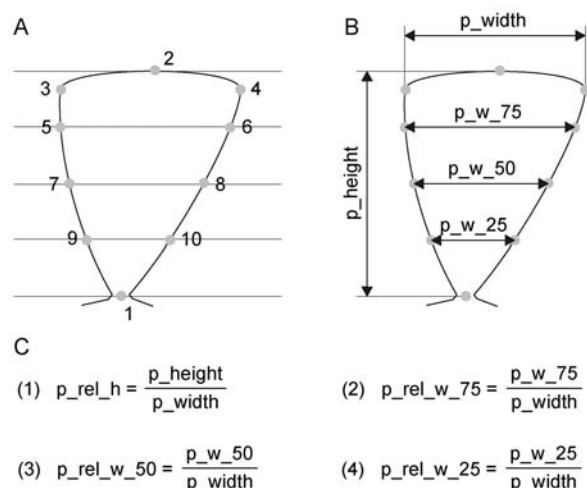 A
B
p_width
2
3
4
5
6
p_w_75
p_height
7
8
p_w_50
9
10
p_w_25
1
C
(1) p_rel_h = p_height / p_width
(2) p_rel_w_75 = p_w_75 / p_width
(3) p_rel_w_50 = p_w_50 / p_width
(4) p_rel_w_25 = p_w_25 / p_width